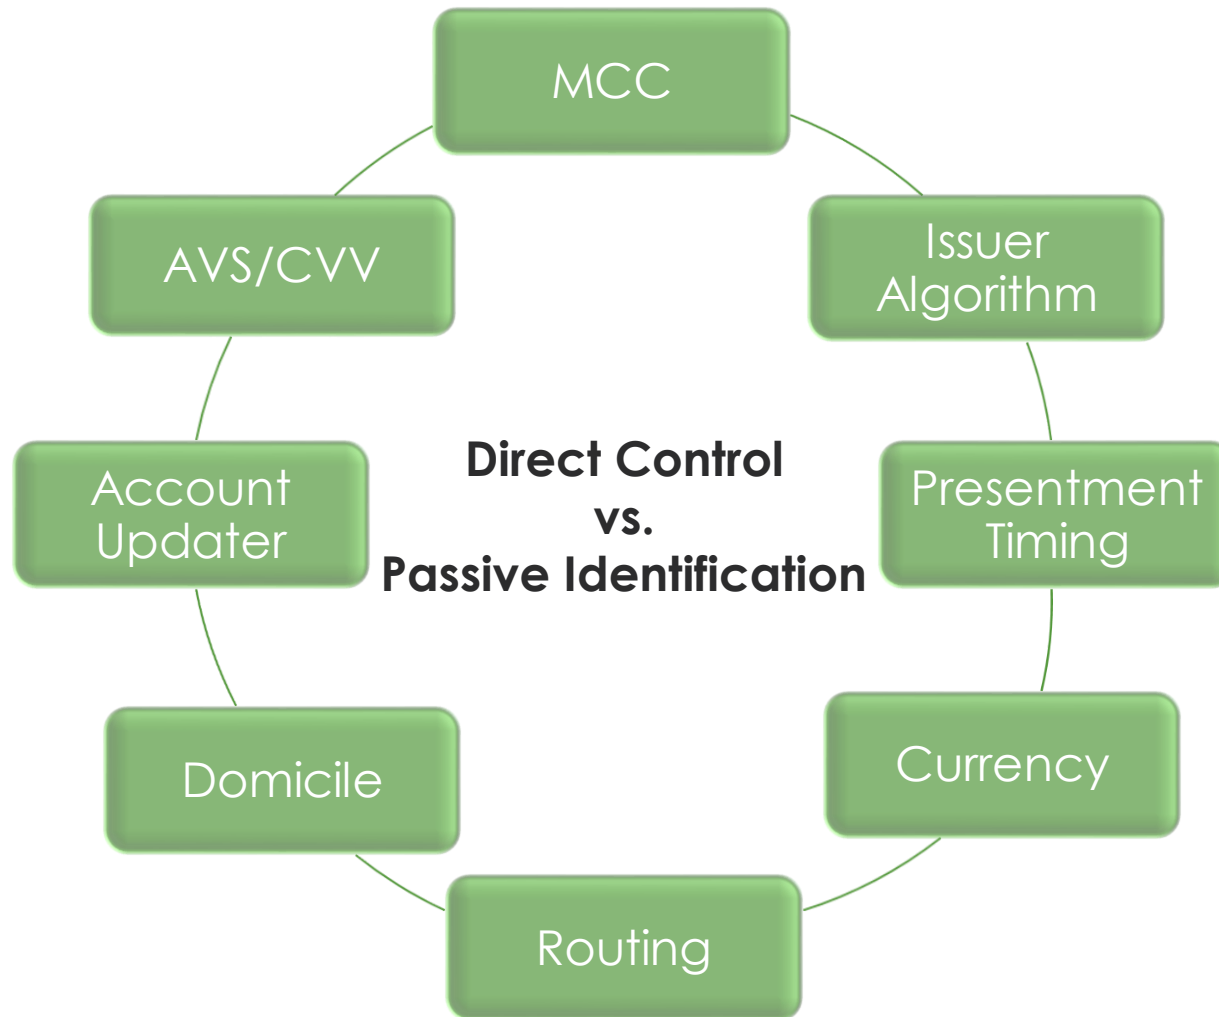 MCC
Issuer
Algorithm
Presentment
Timing
Currency
Routing
Domicile
Account
Updater
AVS/CVV
Direct Control
vs.
Passive Identification